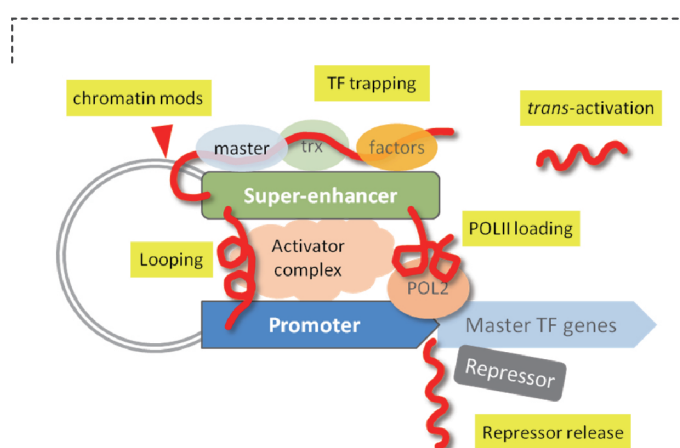 TF trapping
chromatin mods
trans-activation
master
trx
factors
Super-enhancer
POLII loading
Looping
Activator
complex
POL2
Promoter
Master TF genes
Repressor
Repressor release